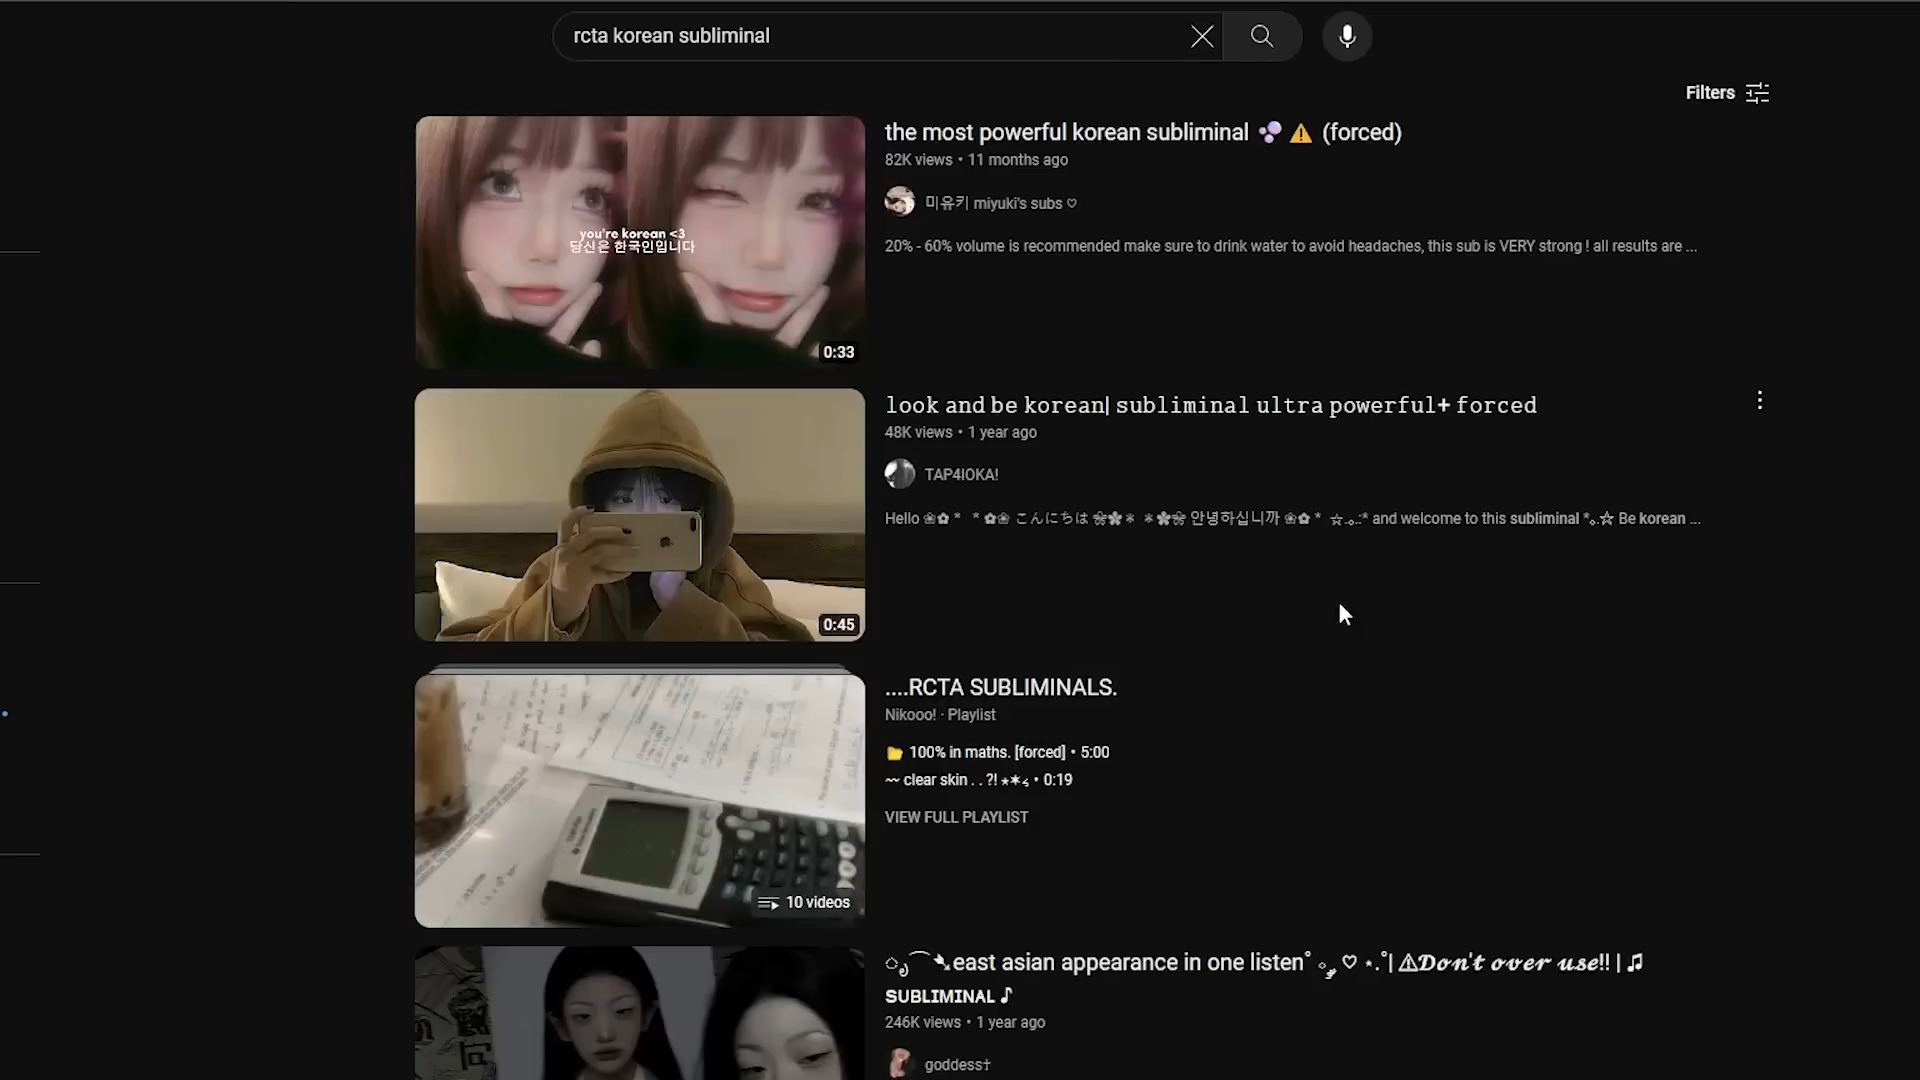 rcta korean subliminal
Filters
the most powerful korean subliminal 🫧 ⚠️ (forced)
82K views • 11 months ago
미유키 miyuki's subs ♡
20% - 60% volume is recommended make sure to drink water to avoid headaches, this sub is VERY strong ! all results are ...
you're korean <3
당신은 한국인입니다
0:33
𝚕𝚘𝚘𝚔 𝚊𝚗𝚍 𝚋𝚎 𝚔𝚘𝚛𝚎𝚊𝚗| 𝚜𝚞𝚋𝚕𝚒𝚖𝚒𝚗𝚊𝚕 𝚞𝚕𝚝𝚛𝚊 𝚙𝚘𝚠𝚎𝚛𝚏𝚞𝚕+ 𝚏𝚘𝚛𝚌𝚎𝚍
48K views • 1 year ago
TAP4IOKA!
Hello ❀✿ * * ✿❀ こんにちは ❀✿* *✿❀ 안녕하십니까 ❀✿ * ☆.｡.:* and welcome to this subliminal *｡.☆ Be korean ...
0:45
....RCTA SUBLIMINALS.
Nikooo! · Playlist
📁 100% in maths. [forced] • 5:00
~~ clear skin . . ?! ⋆✶ • 0:19
VIEW FULL PLAYLIST
10 videos
east asian appearance in one listen˚ ♡ ⋆.˚| ⚠𝓓𝓸𝓷'𝓽 𝓸𝓿𝓮𝓻 𝓾𝓼𝓮!! | ♫
SUBLIMINAL ♪
246K views • 1 year ago
goddess†